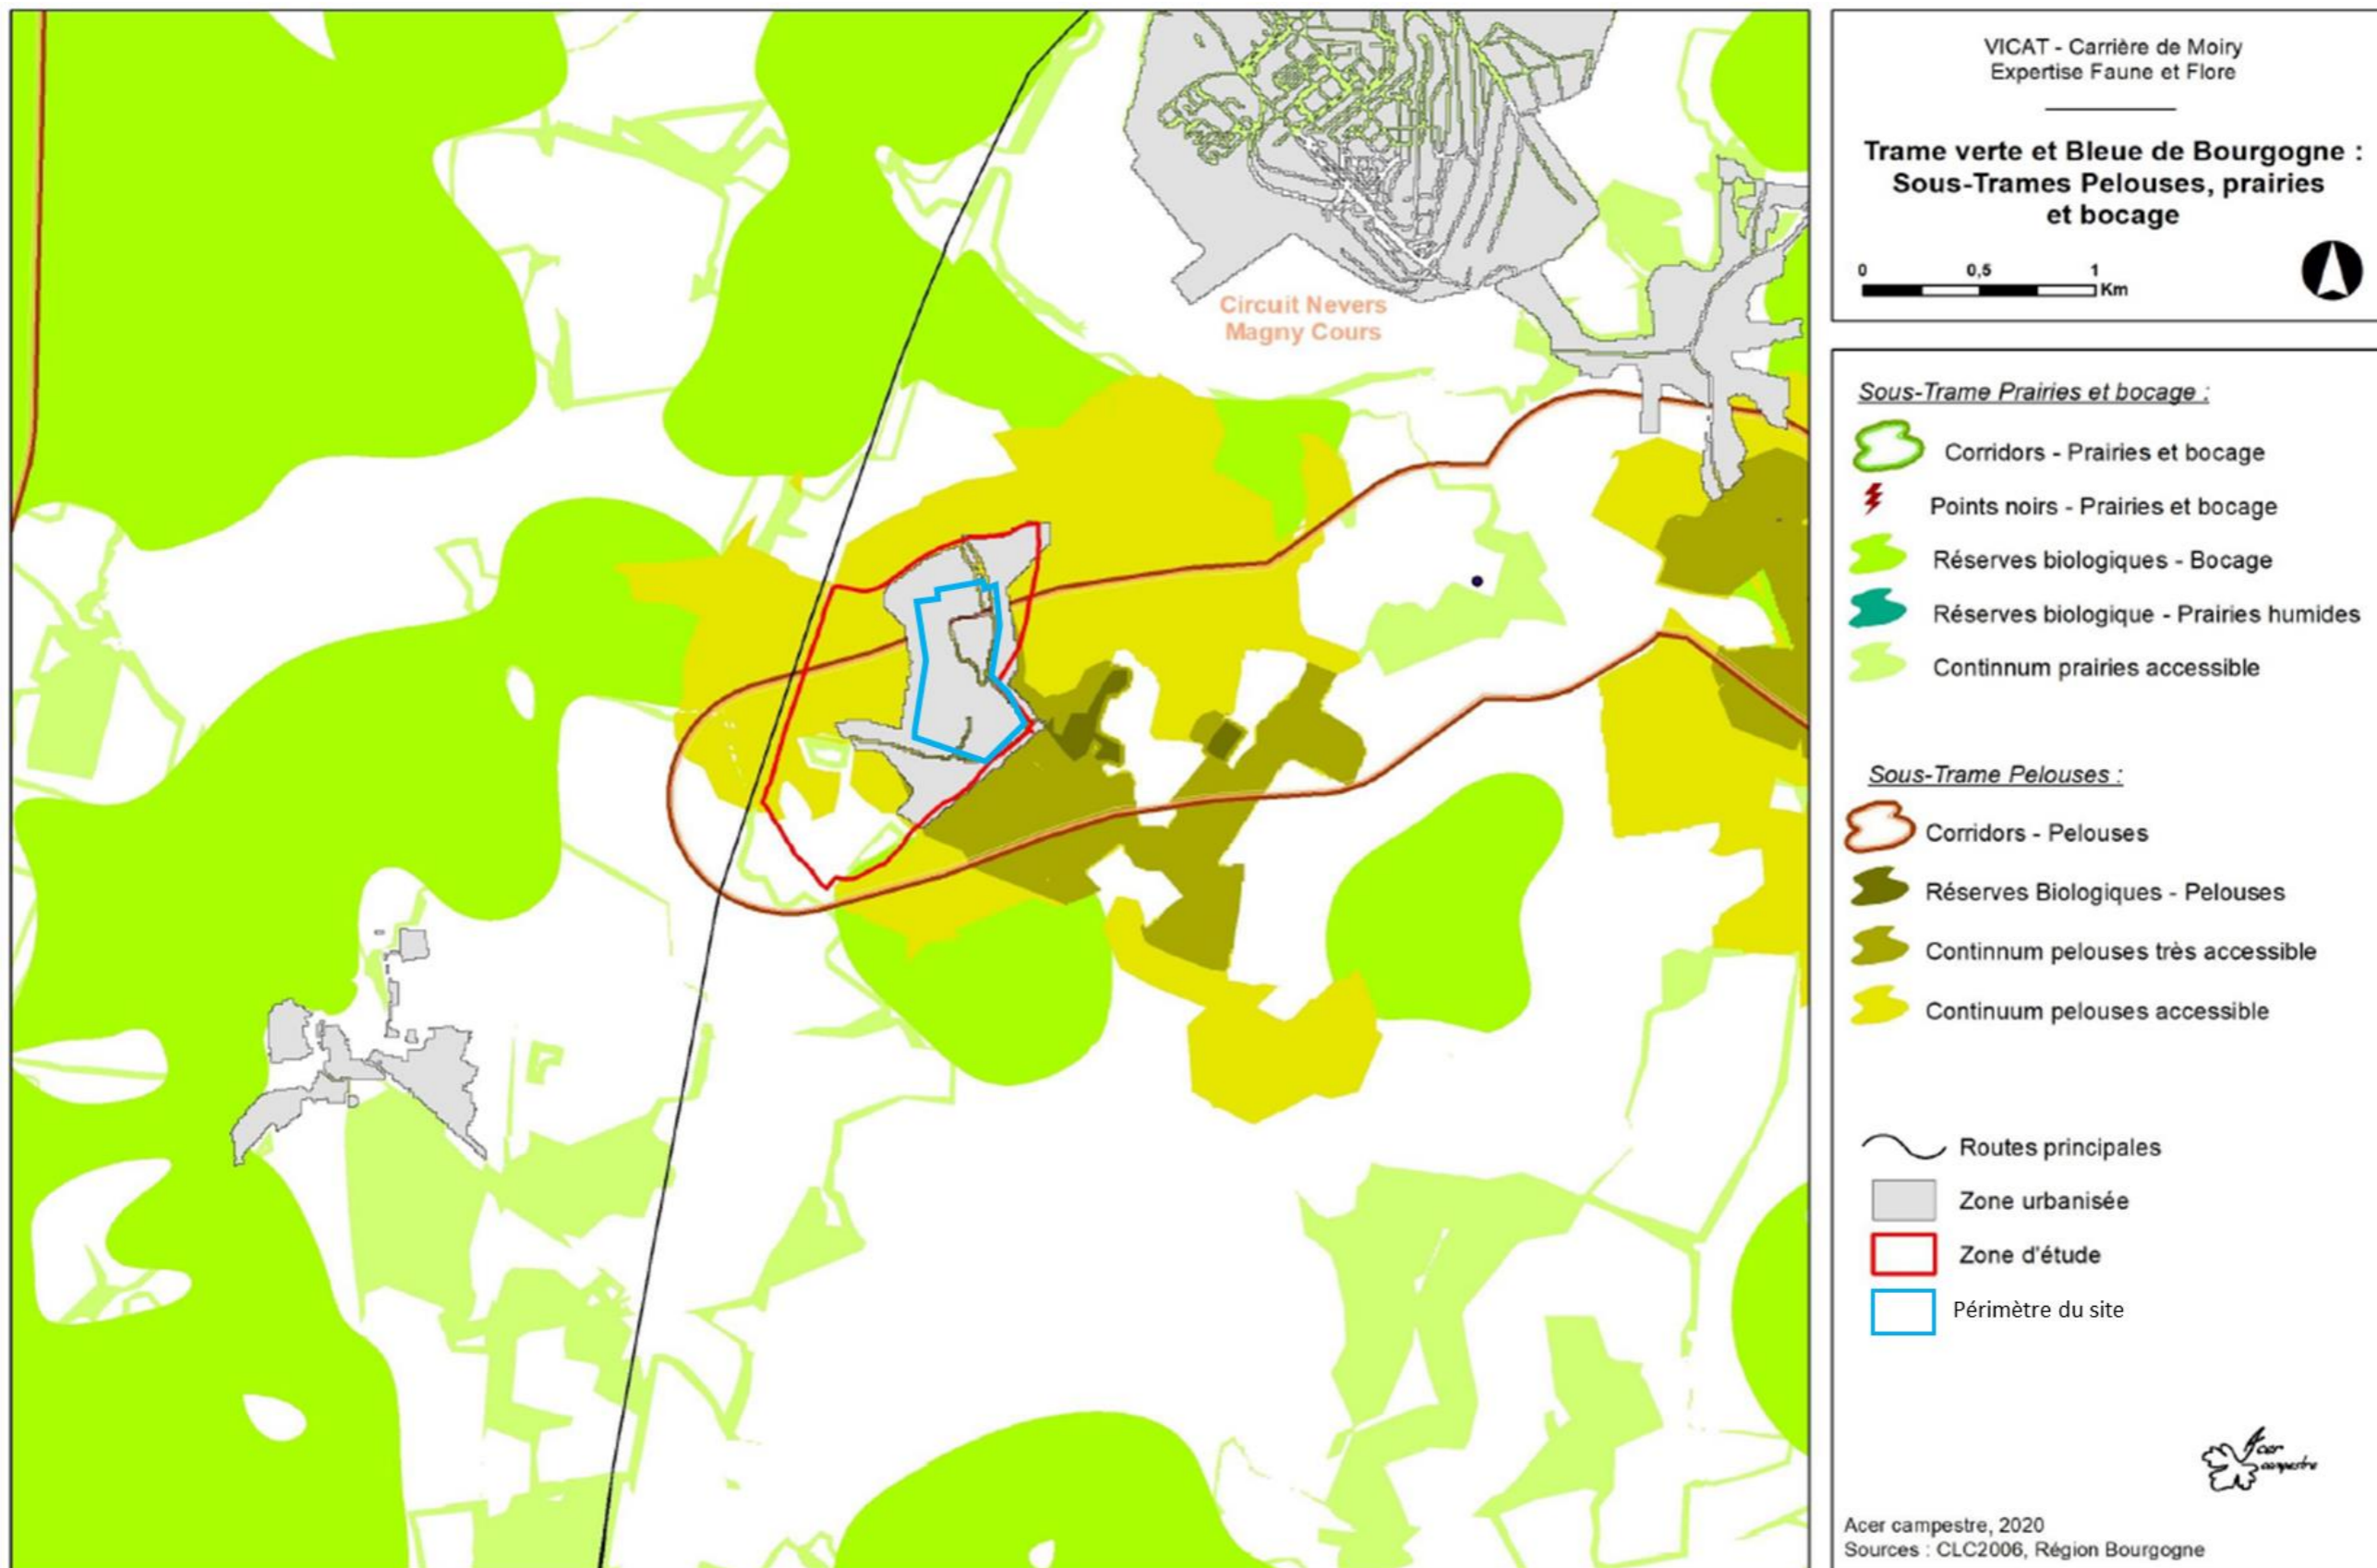 VICAT - Carrière de Moiry
Expertise Faune et Flore
Trame verte et Bleue de Bourgogne :
Sous-Trames Pelouses, prairies
et bocage
0 0,5 1
Km
Circuit Nevers
Magny Cours
Sous-Trame Prairies et bocage :
Corridors - Prairies et bocage
Points noirs - Prairies et bocage
Réserves biologiques - Bocage
Réserves biologique - Prairies humides
Continnum prairies accessible
Sous-Trame Pelouses :
Corridors - Pelouses
Réserves Biologiques - Pelouses
Continnum pelouses très accessible
Continuum pelouses accessible
Routes principales
Zone urbanisée
Zone d'étude
Périmètre du site
Acer
campestre
Acer campestre, 2020
Sources : CLC2006, Région Bourgogne